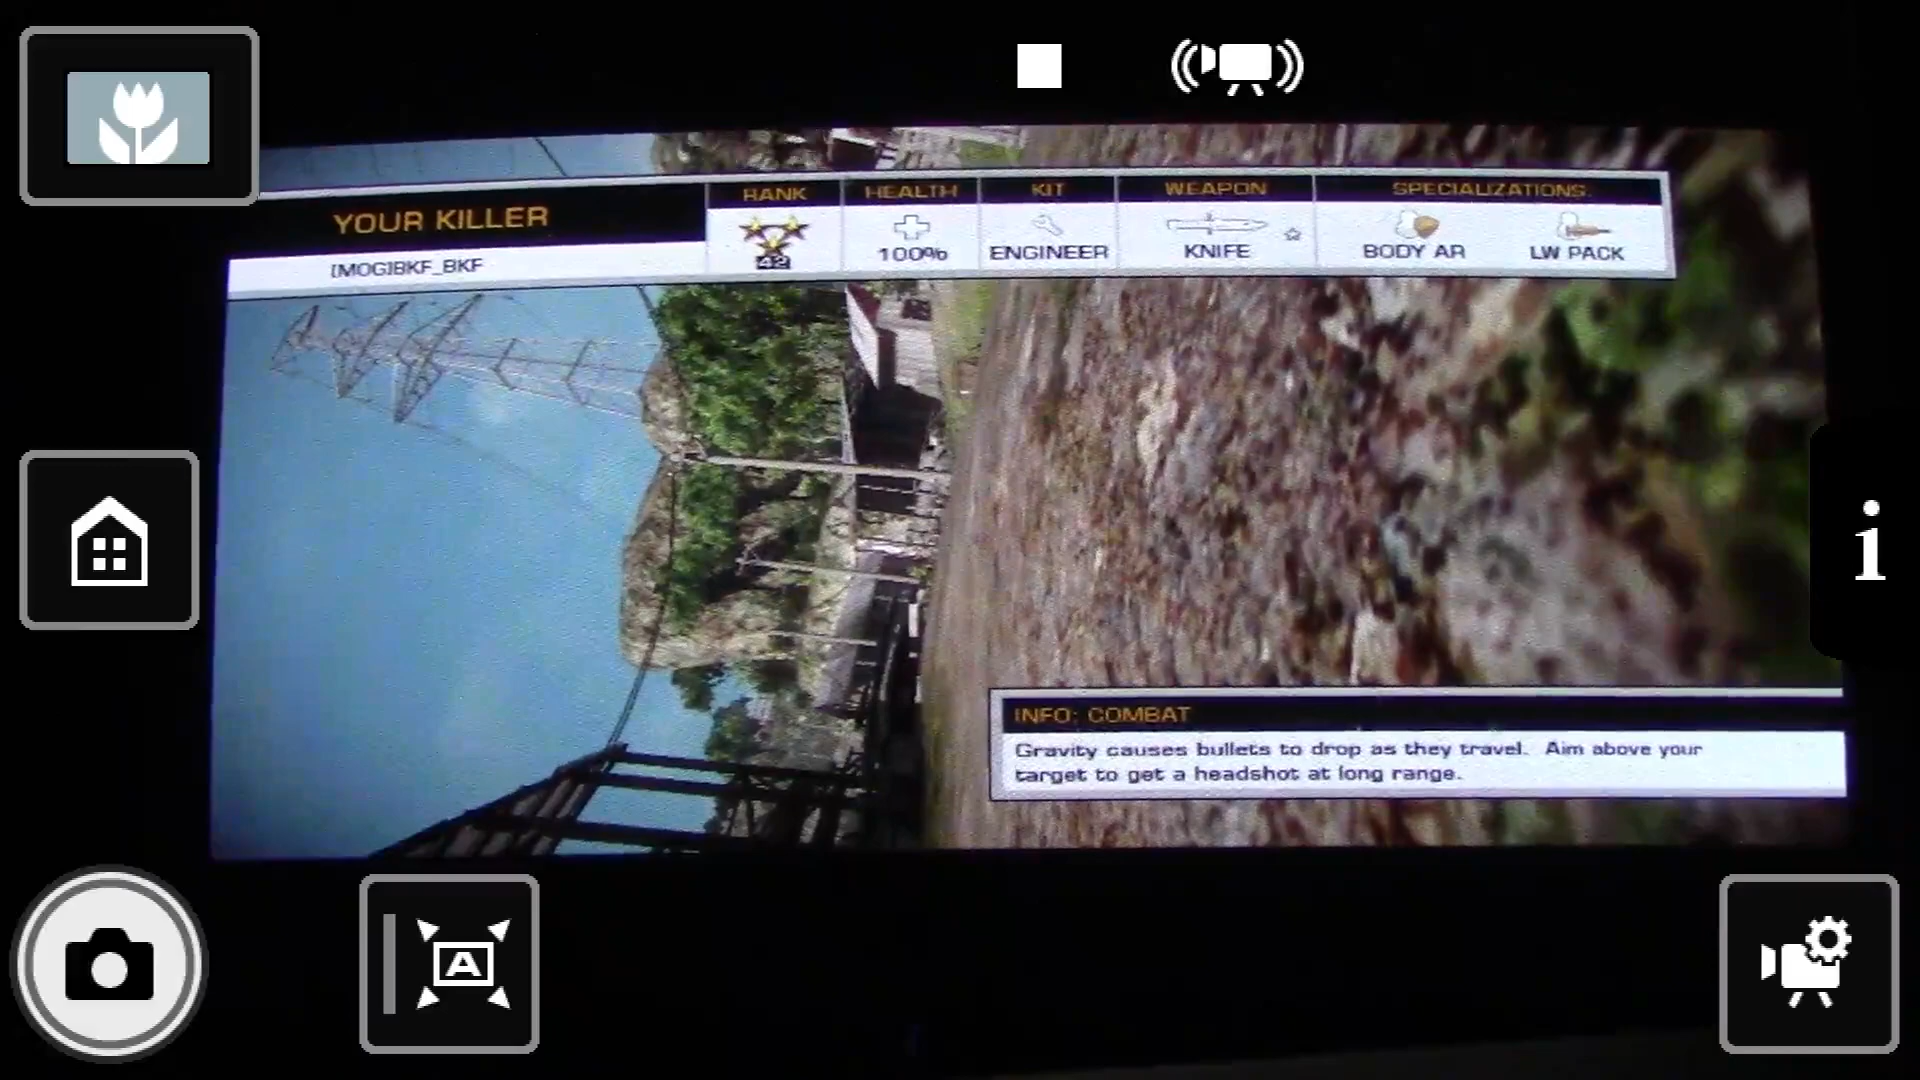 YOUR KILLER
[MOG]BKF_BKF
RANK
42
HEALTH
100%
KIT
ENGINEER
WEAPON
KNIFE
SPECIALIZATIONS
BODY AR
LW PACK
i
INFO: COMBAT
Gravity causes bullets to drop as they travel. Aim above your
target to get a headshot at long range.
A